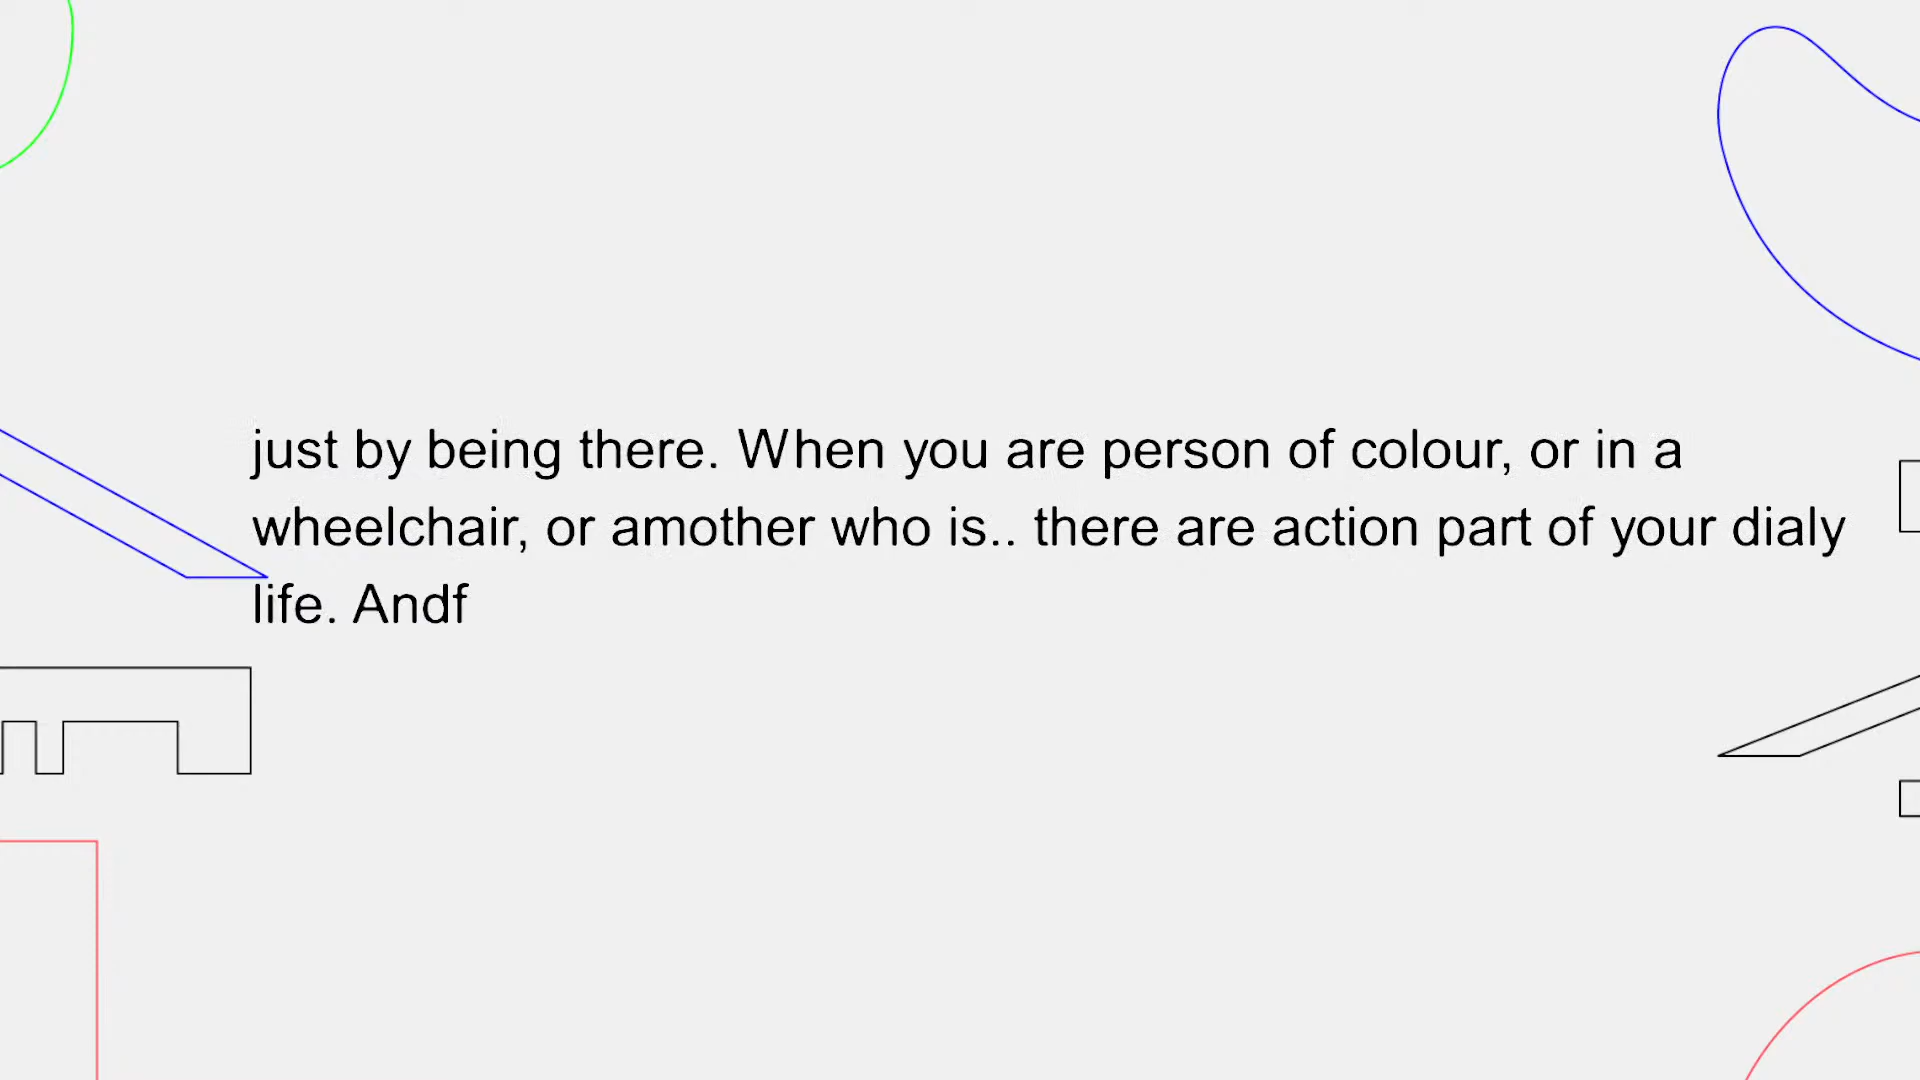 just by being there. When you are person of colour, or in a
wheelchair, or amother who is.. there are action part of your dialy
life. Andf